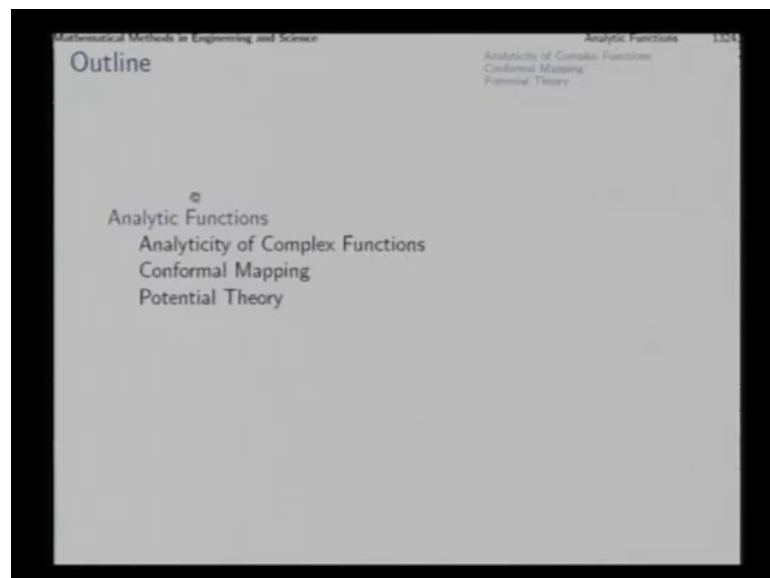 Mathematical Methods in Engineering and Science Analytic Functions 1324,
Outline
Analyticity of Complex Functions
Conformal Mapping
Potential Theory
Analytic Functions
Analyticity of Complex Functions
Conformal Mapping
Potential Theory